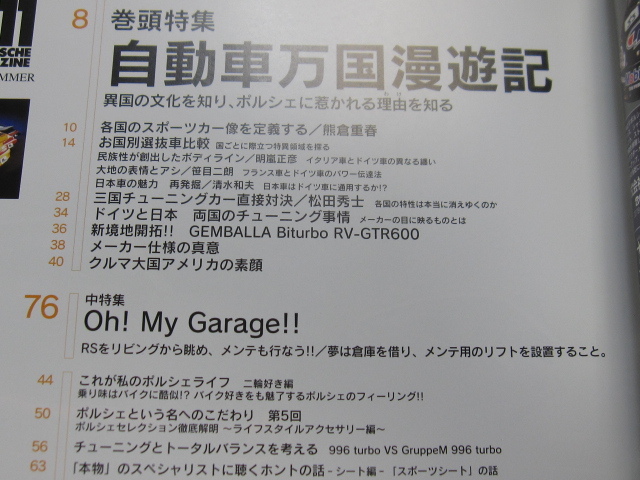 911
SCHE
AZINE
MMER
8 巻頭特集
自動車万国漫遊記
異国の文化を知り、ポルシェに惹かれる理由を知る
10 各国のスポーツカー像を定義する／熊倉重春
14 お国別選抜車比較 国ごとに際立つ特異領域を探る
民族性が創出したボディライン／明嵐正彦 イタリア車とドイツ車の異なる纏い
大地の表情とアシ／笹目二朗 フランス車とドイツ車のパワー伝達法
日本車の魅力 再発掘／清水和夫 日本車はドイツ車に通用するか!?
28 三国チューニングカー直接対決／松田秀士 各国の特性は本当に消えゆくのか
34 ドイツと日本 両国のチューニング事情 メーカーの目に映るものとは
36 新境地開拓!! GEMBALLA Biturbo RV-GTR600
38 メーカー仕様の真意
40 クルマ大国アメリカの素顔
76 中特集
Oh! My Garage!!
RSをリビングから眺め、メンテも行なう!!／夢は倉庫を借り、メンテ用のリフトを設置すること。
44 これが私のポルシェライフ 二輪好き編
乗り味はバイクに酷似!? バイク好きをも魅了するポルシェのフィーリング!!
50 ポルシェという名へのこだわり 第5回
ポルシェセレクション徹底解明 〜ライフスタイルアクセサリー編〜
56 チューニングとトータルバランスを考える 996 turbo VS GruppeM 996 turbo
63 「本物」のスペシャリストに聴くホントの話 -シート編- 「スポーツシート」の話